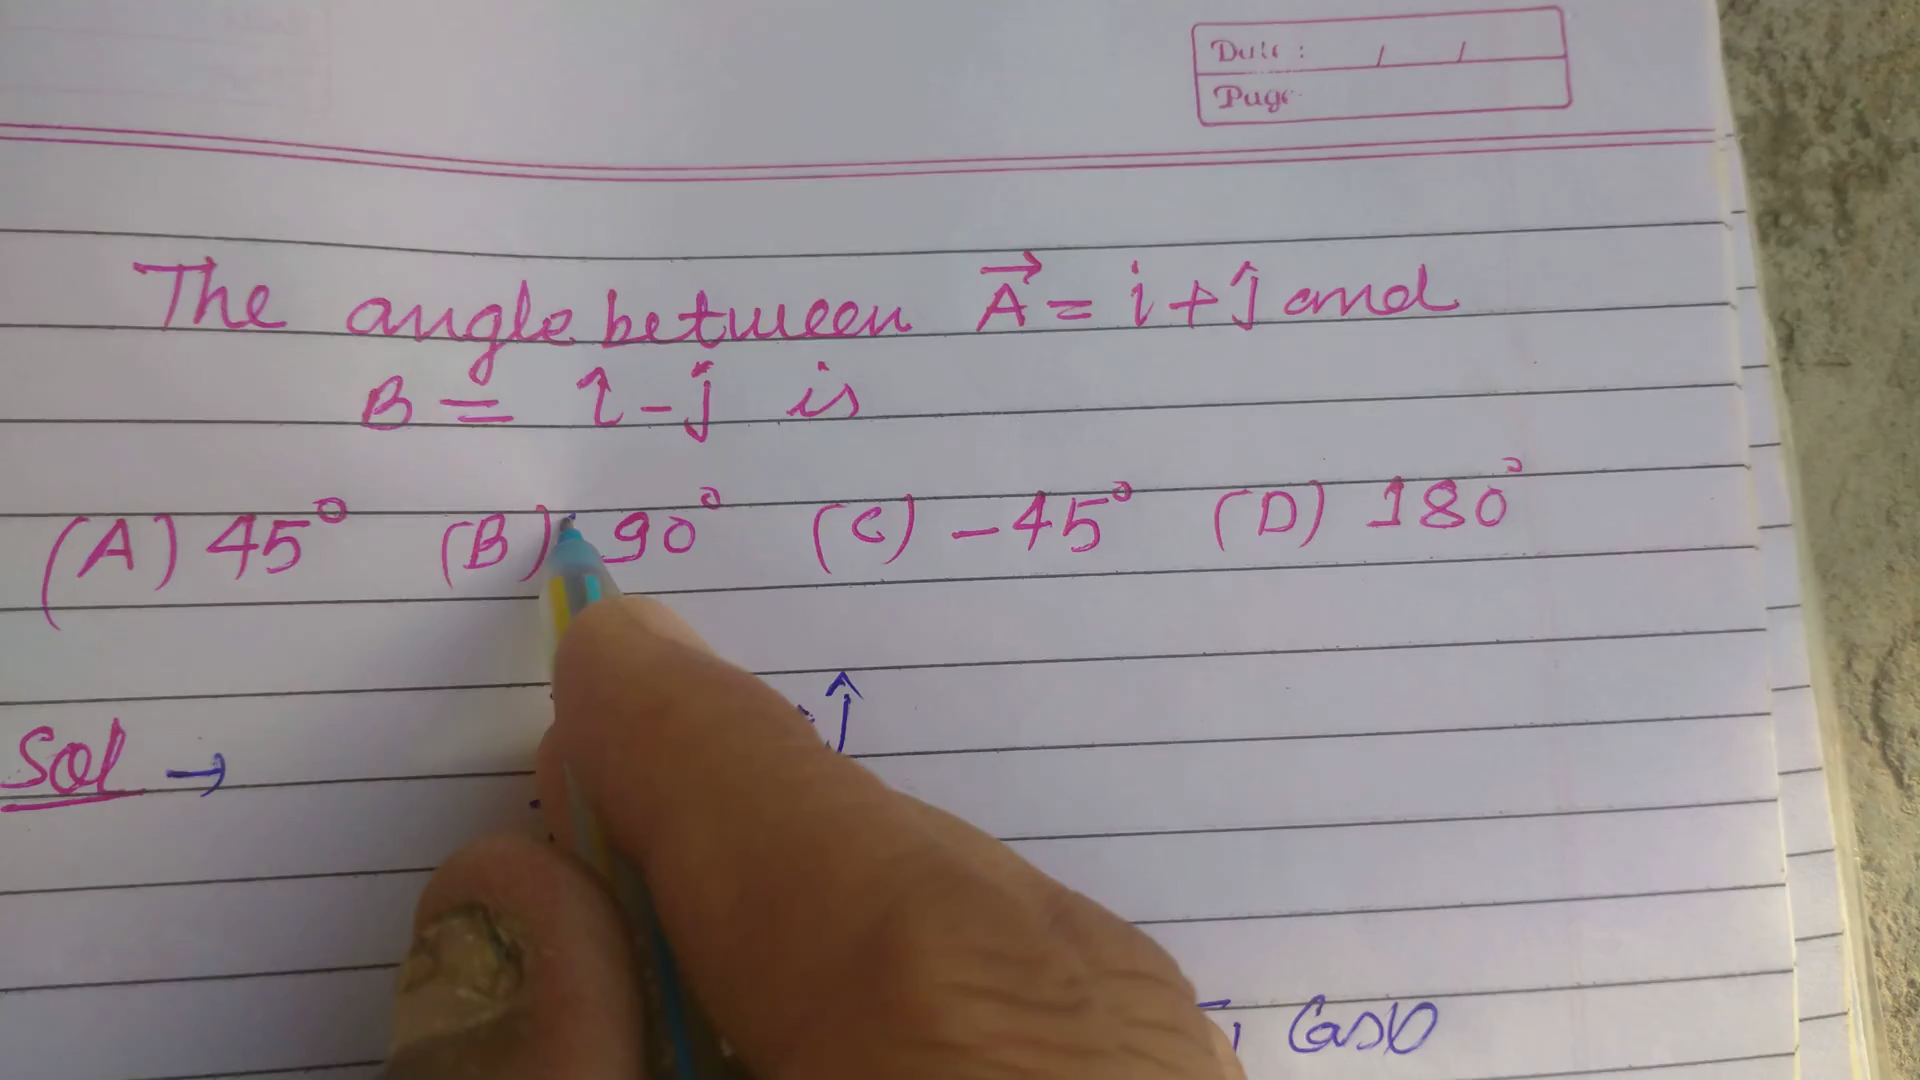 Date : / /
Page
The angle between A⃗ = i + ĵ and
B = î - j is
(A) 45° (B) 90° (C) -45° (D) 180°
Sol →
Cosθ